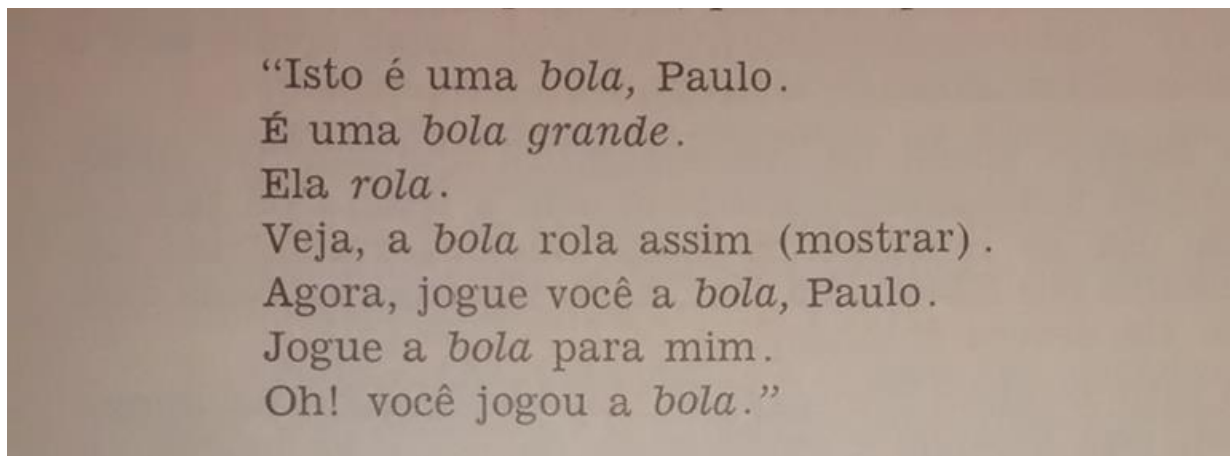 “Isto é uma bola, Paulo.
É uma bola grande.
Ela rola.
Veja, a bola rola assim (mostrar).
Agora, jogue você a bola, Paulo.
Jogue a bola para mim.
Oh! você jogou a bola.”